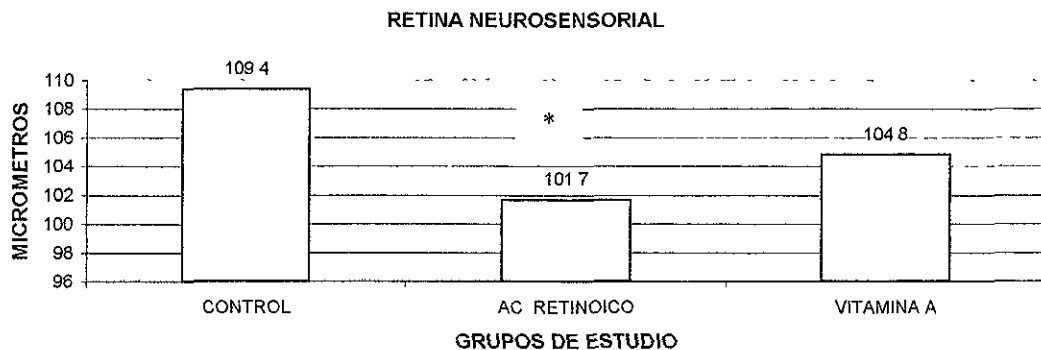 RETINA NEUROSENSORIAL
MICROMETROS
110
108
106
104
102
100
98
96
109 4
*
101 7
104 8
CONTROL
AC RETINOICO
VITAMINA A
GRUPOS DE ESTUDIO